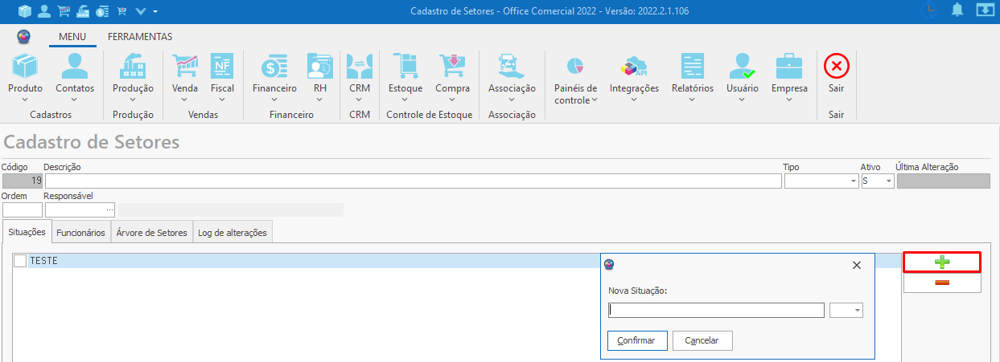 Cadastro de Setores - Office Comercial 2022 - Versão: 2022.2.1.106
MENU FERRAMENTAS
Produto Contatos Produção Venda Fiscal Financeiro RH CRM Estoque Compra Associação Painéis de controle Integrações Relatórios Usuário Empresa Sair
NF
API
Cadastros Produção Vendas Financeiro CRM Controle de Estoque Associação Sair
Cadastro de Setores
Código Descrição Tipo Ativo Última Alteração
19 S
Ordem Responsável
...
Situações Funcionários Árvore de Setores Log de alterações
TESTE
Nova Situação:
Confirmar Cancelar